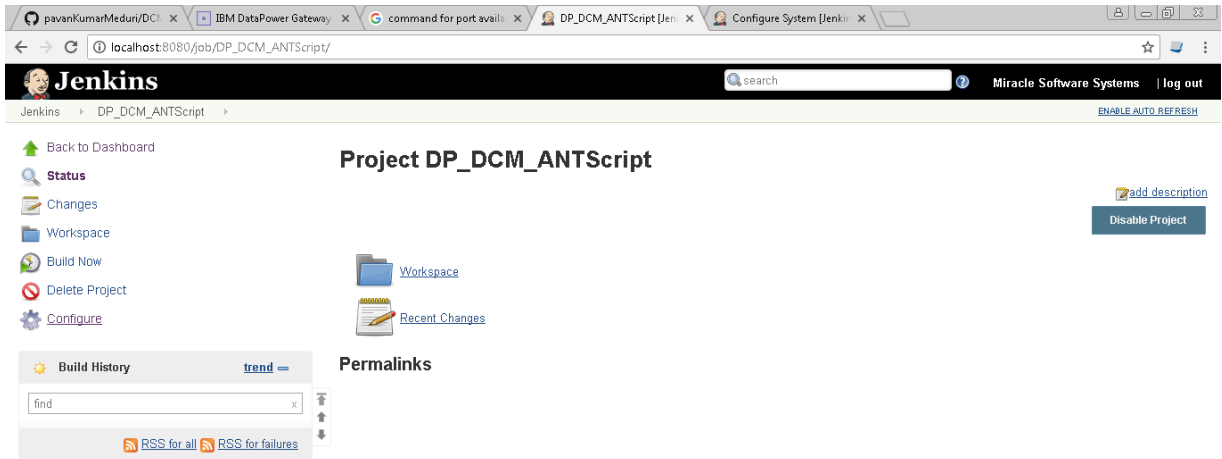 pavanKumarMeduri/DCM
IBM DataPower Gateway
command for port availa
DP_DCM_ANTScript [Jenk
Configure System [Jenkin
localhost:8080/job/DP_DCM_ANTScript/
Jenkins
search
Miracle Software Systems | log out
Jenkins DP_DCM_ANTScript
ENABLE AUTO REFRESH
Back to Dashboard
Status
Changes
Workspace
Build Now
Delete Project
Configure
Project DP_DCM_ANTScript
add description
Disable Project
Workspace
Recent Changes
Permalinks
Build History trend
find x
RSS for all RSS for failures